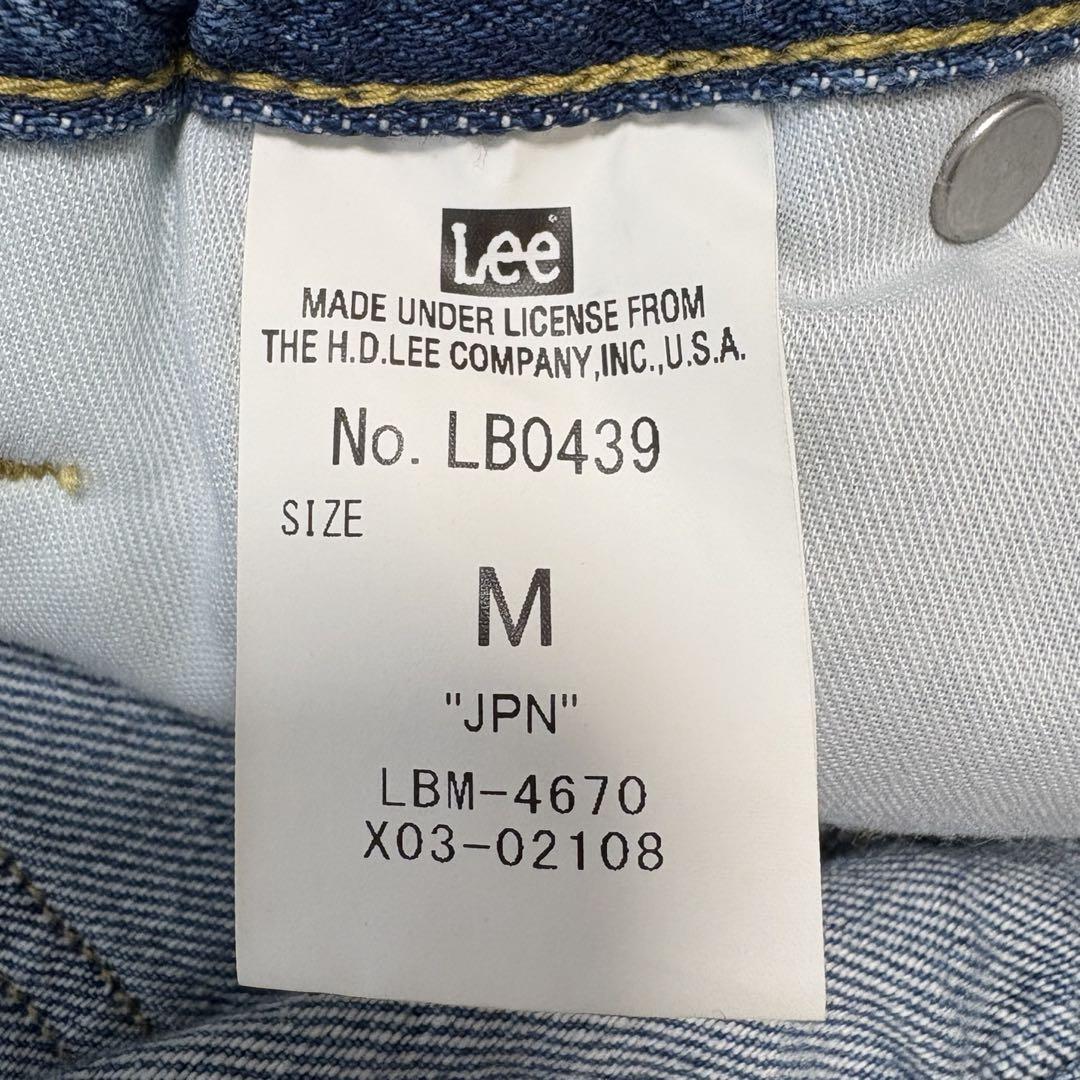 Lee®
MADE UNDER LICENSE FROM
THE H.D.LEE COMPANY,INC.,U.S.A.
No. LB0439
SIZE
M
"JPN"
LBM-4670
X03-02108